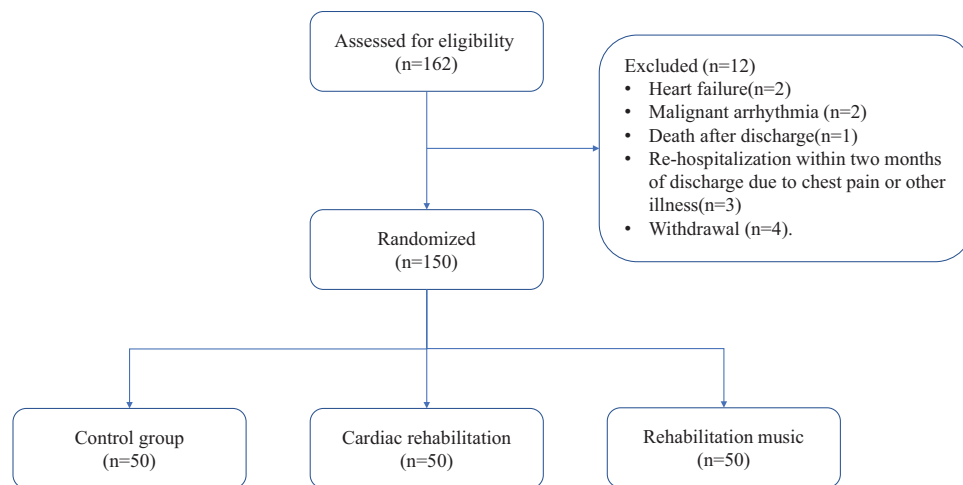 Assessed for eligibility
(n=162)
Excluded (n=12)
• Heart failure(n=2)
• Malignant arrhythmia (n=2)
• Death after discharge(n=1)
• Re-hospitalization within two months
of discharge due to chest pain or other
illness(n=3)
• Withdrawal (n=4).
Randomized
(n=150)
Control group
(n=50)
Cardiac rehabilitation
(n=50)
Rehabilitation music
(n=50)